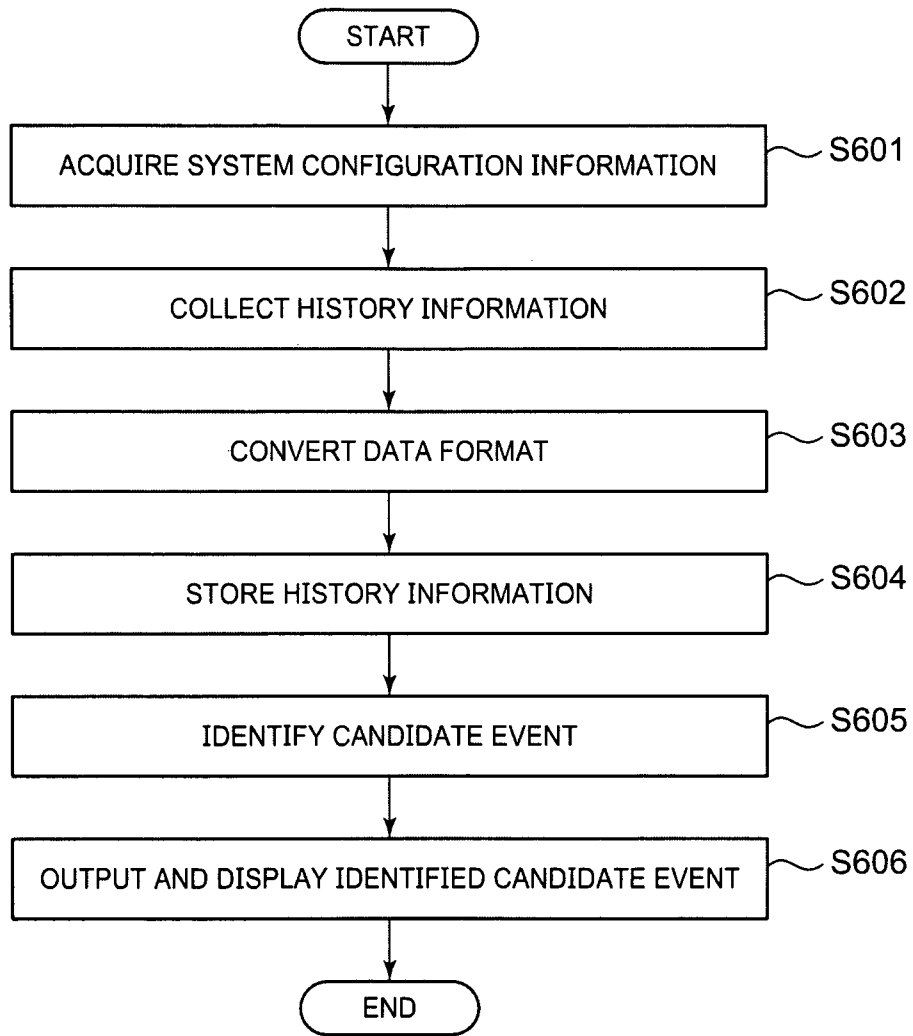 START
ACQUIRE SYSTEM CONFIGURATION INFORMATION
S601
COLLECT HISTORY INFORMATION
S602
CONVERT DATA FORMAT
S603
STORE HISTORY INFORMATION
S604
IDENTIFY CANDIDATE EVENT
S605
OUTPUT AND DISPLAY IDENTIFIED CANDIDATE EVENT
S606
END